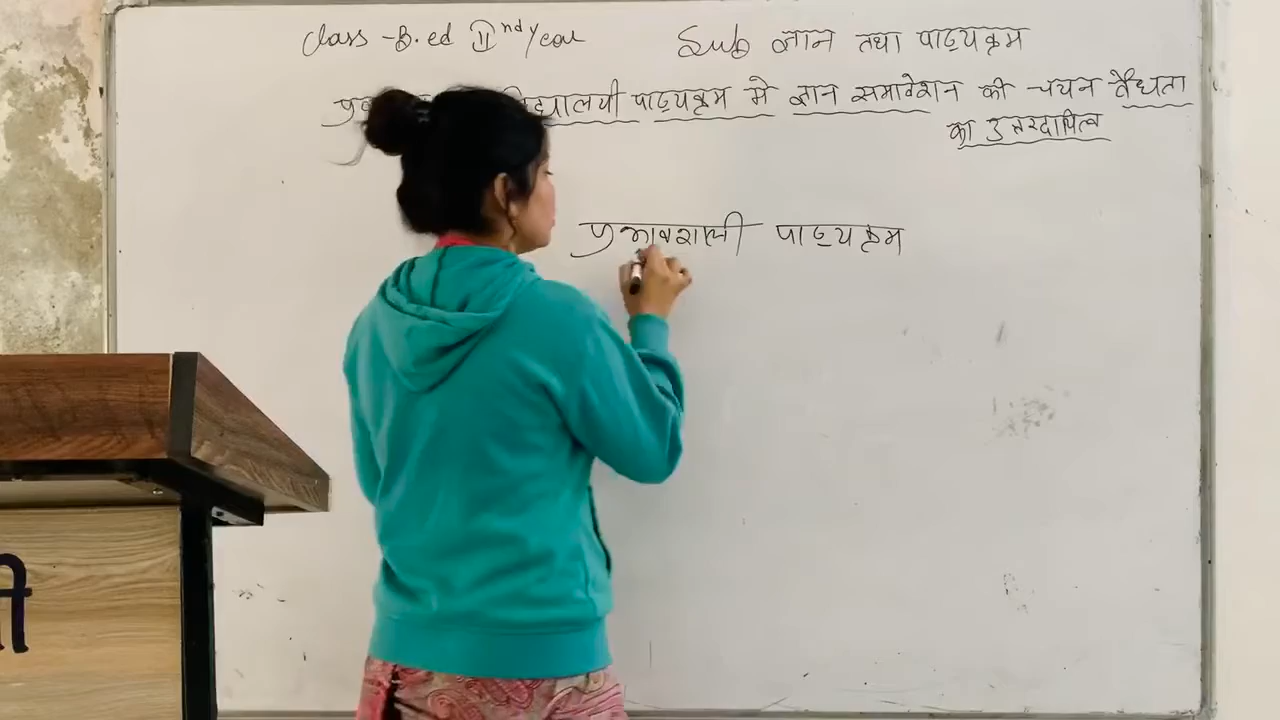 Class - B.ed IInd Year Sub ज्ञान तथा पाठ्यक्रम
विद्यालयी पाठ्यक्रम में ज्ञान समावेशन की चयन वैधता
का उत्तरदायित्व
प्रभावशाली पाठ्यक्रम